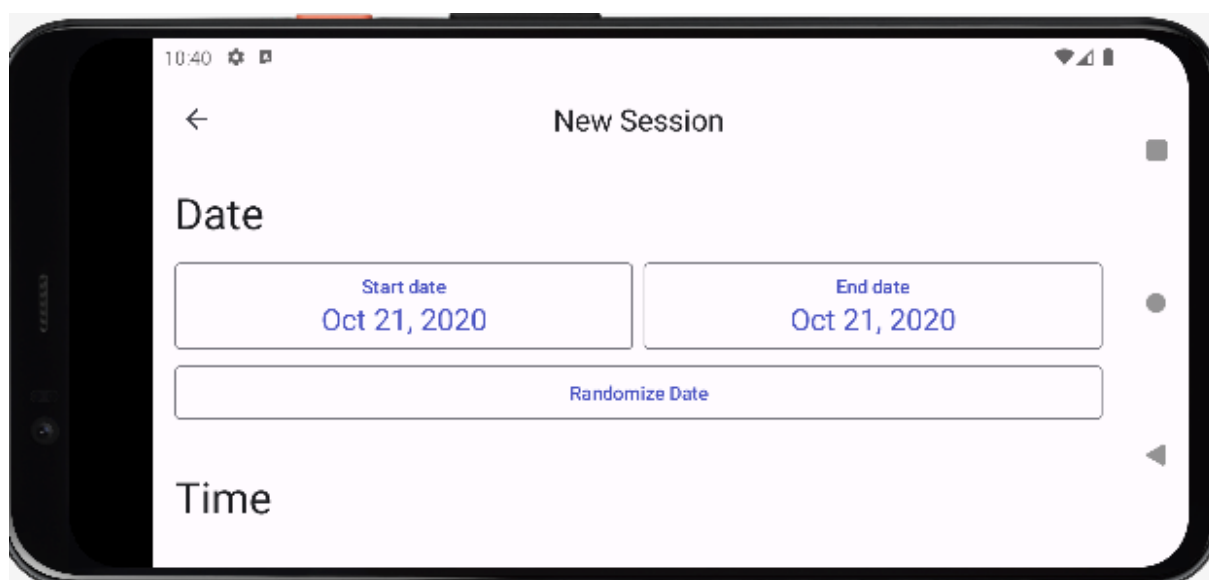 10:40
New Session
Date
Start date
Oct 21, 2020
End date
Oct 21, 2020
Randomize Date
Time